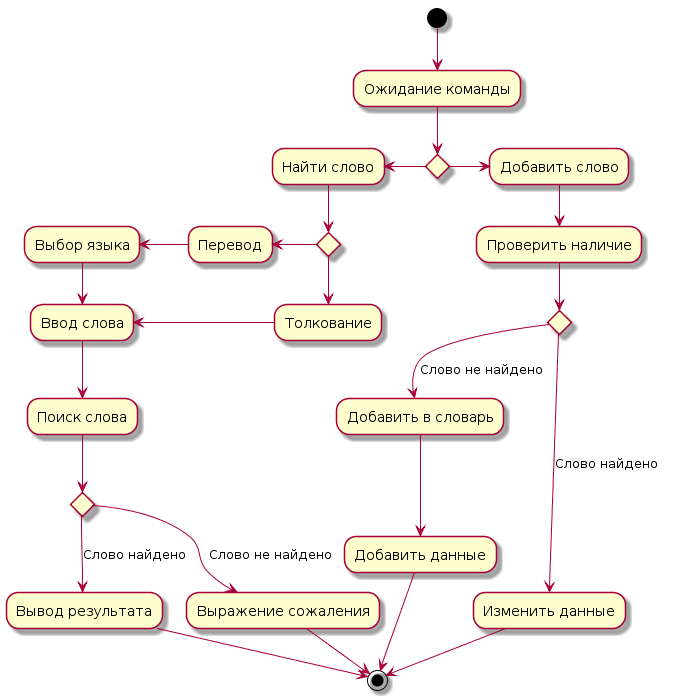 Ожидание команды
Найти слово
Добавить слово
Выбор языка
Перевод
Проверить наличие
Ввод слова
Толкование
Слово не найдено
Поиск слова
Добавить в словарь
Слово найдено
Слово найдено
Слово не найдено
Добавить данные
Вывод результата
Выражение сожаления
Изменить данные